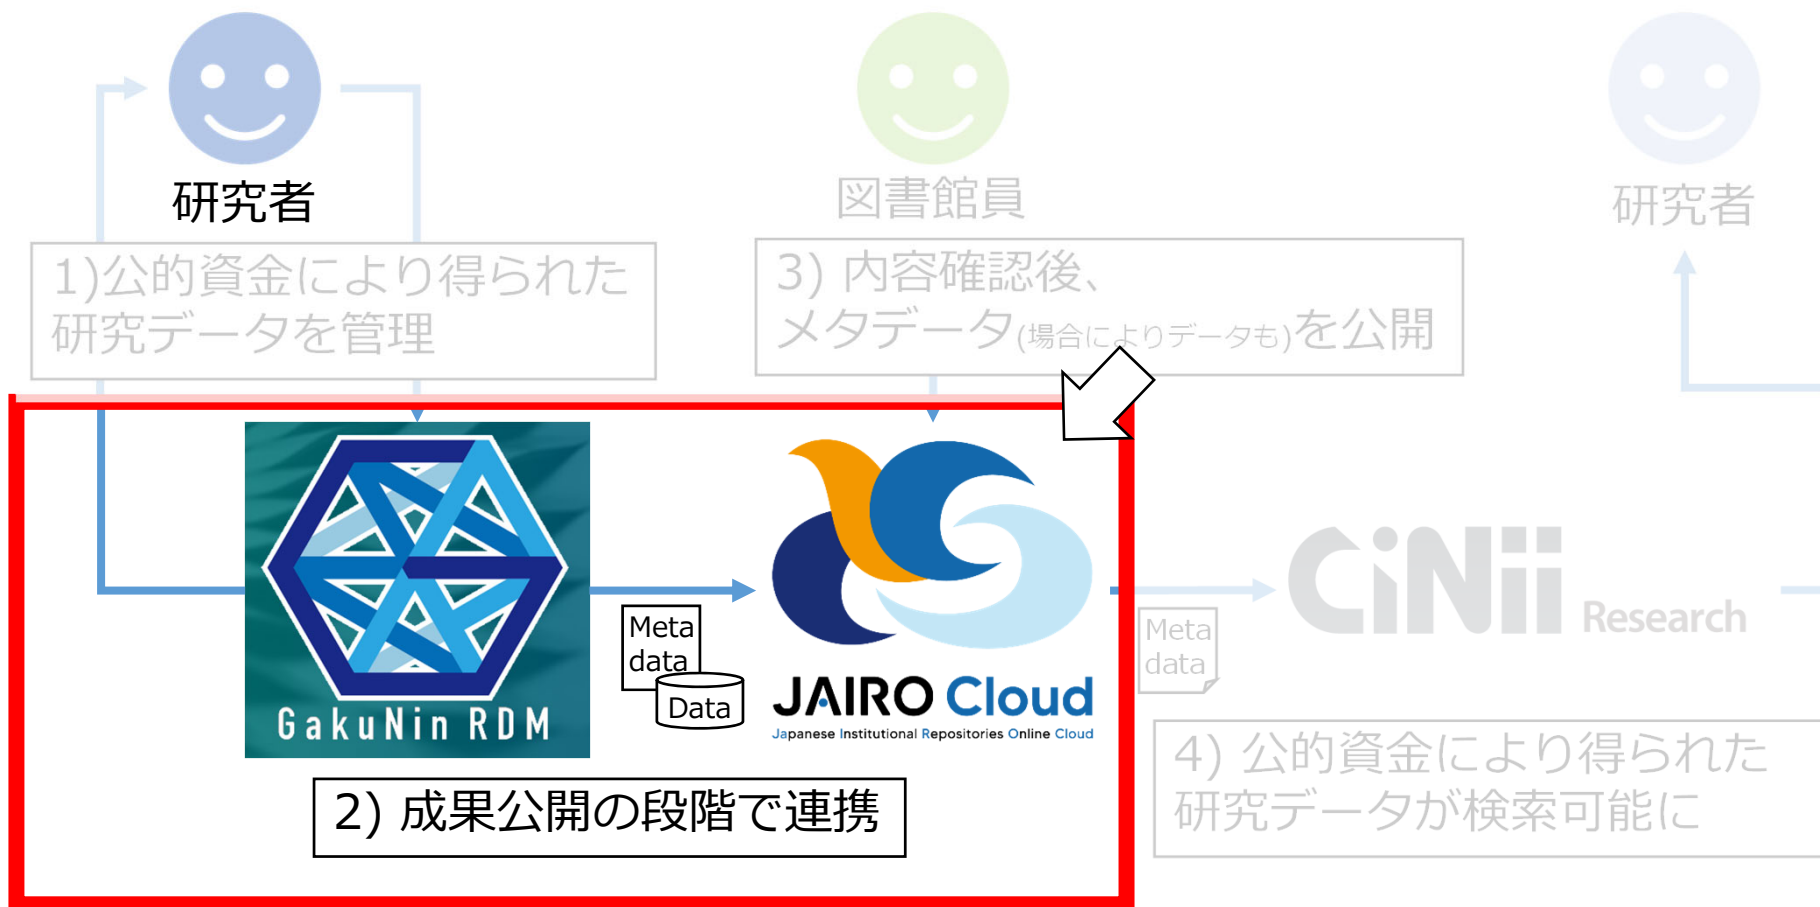 研究者
図書館員
研究者
1)公的資金により得られた
研究データを管理
3) 内容確認後、
メタデータ(場合によりデータも)を公開
GakuNin RDM
Meta
data
Data
JAIRO Cloud
Japanese Institutional Repositories Online Cloud
Meta
data
CiNii Research
2) 成果公開の段階で連携
4) 公的資金により得られた
研究データが検索可能に